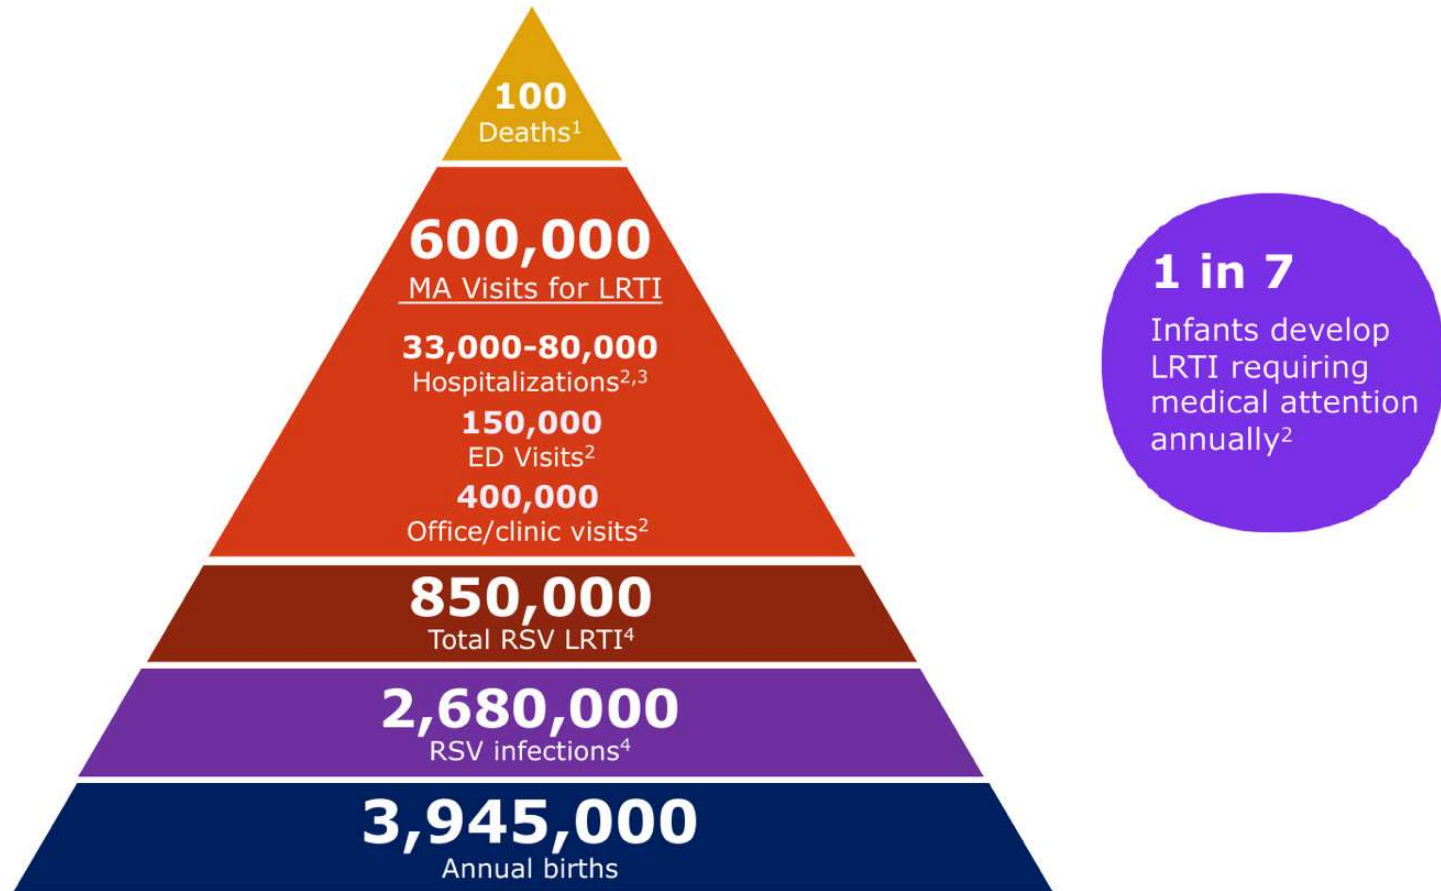 100
Deaths¹
600,000
MA Visits for LRTI
33,000-80,000
Hospitalizations²,³
150,000
ED Visits²
400,000
Office/clinic visits²
850,000
Total RSV LRTI⁴
2,680,000
RSV infections⁴
3,945,000
Annual births
1 in 7
Infants develop
LRTI requiring
medical attention
annually²